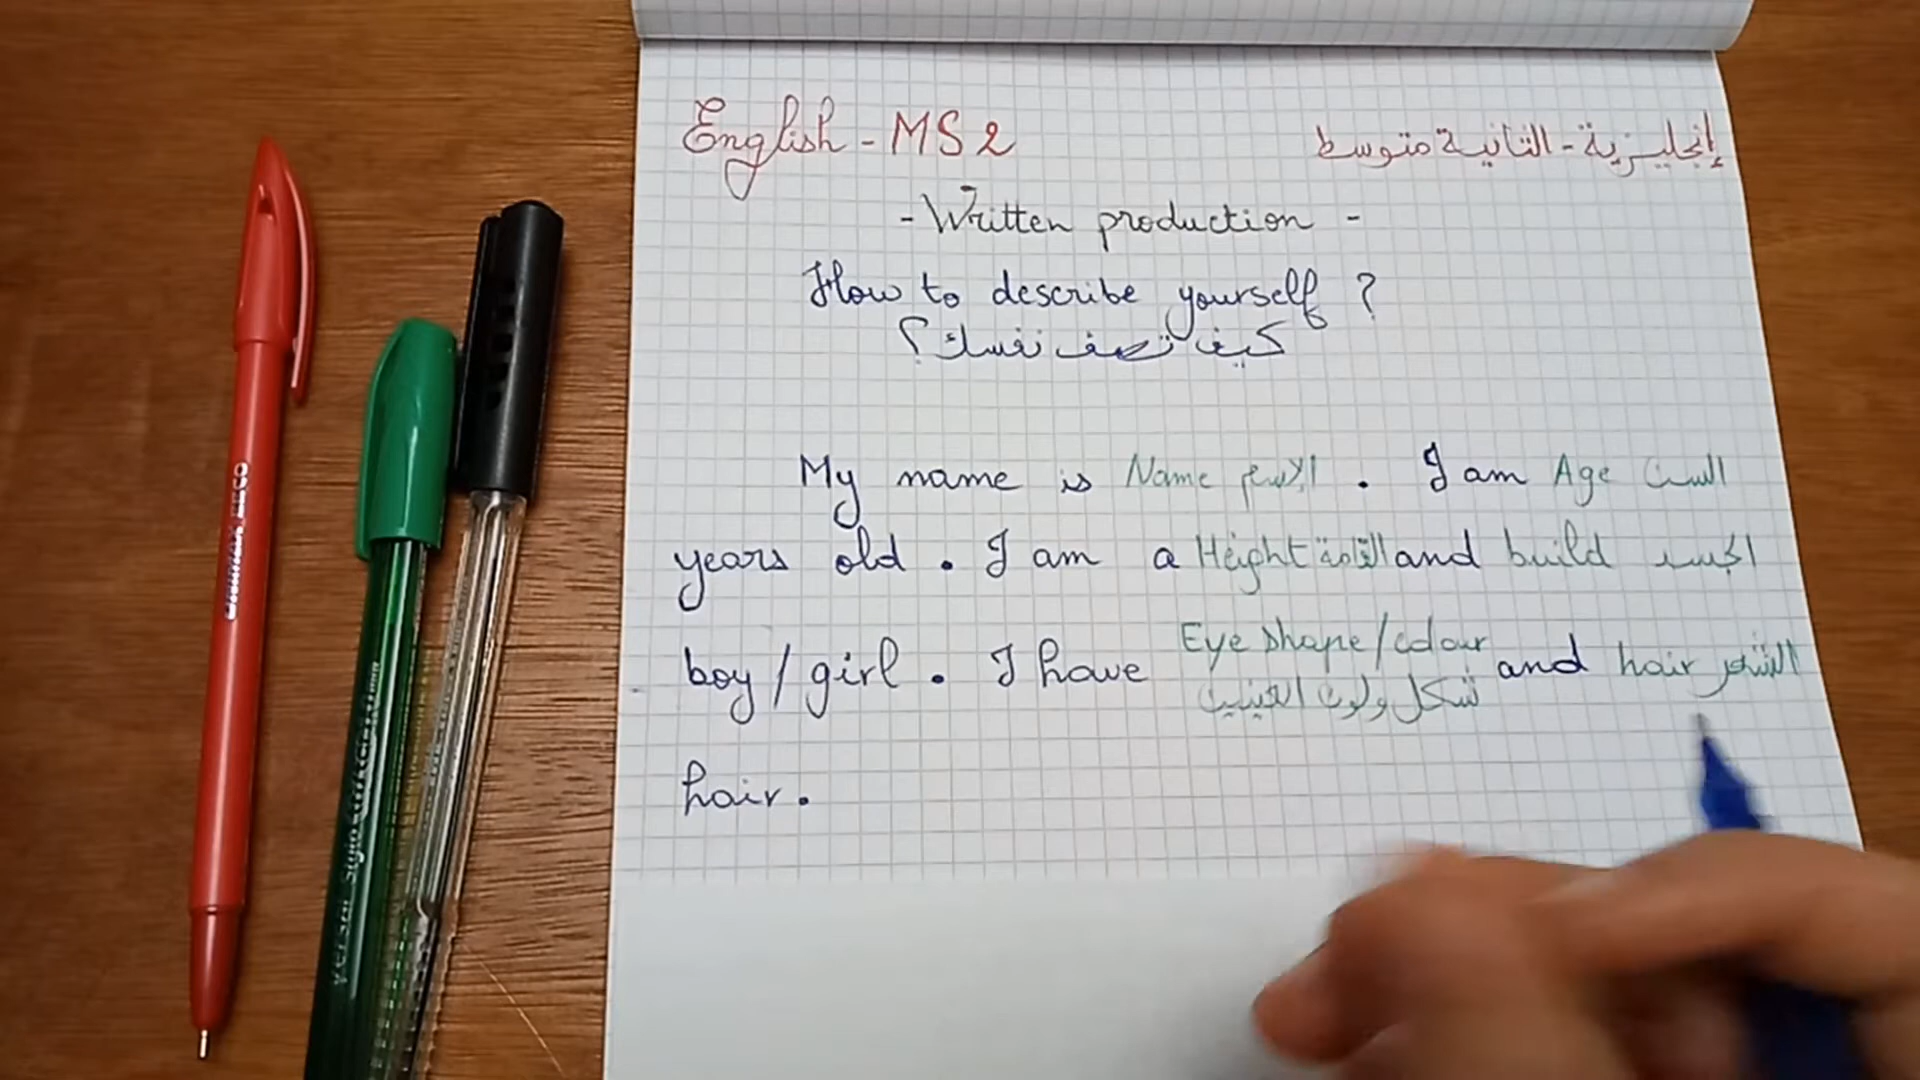 English - MS2
إنجليزية - الثانية متوسط
- Written production -
How to describe yourself ?
كيف تصف نفسك؟
My name is Name الإسم . I am Age السن
years old . I am a Height القامة and build الجسد
boy / girl . I have Eye shape / colour شكل ولون العينين and hair الشعر
hair .